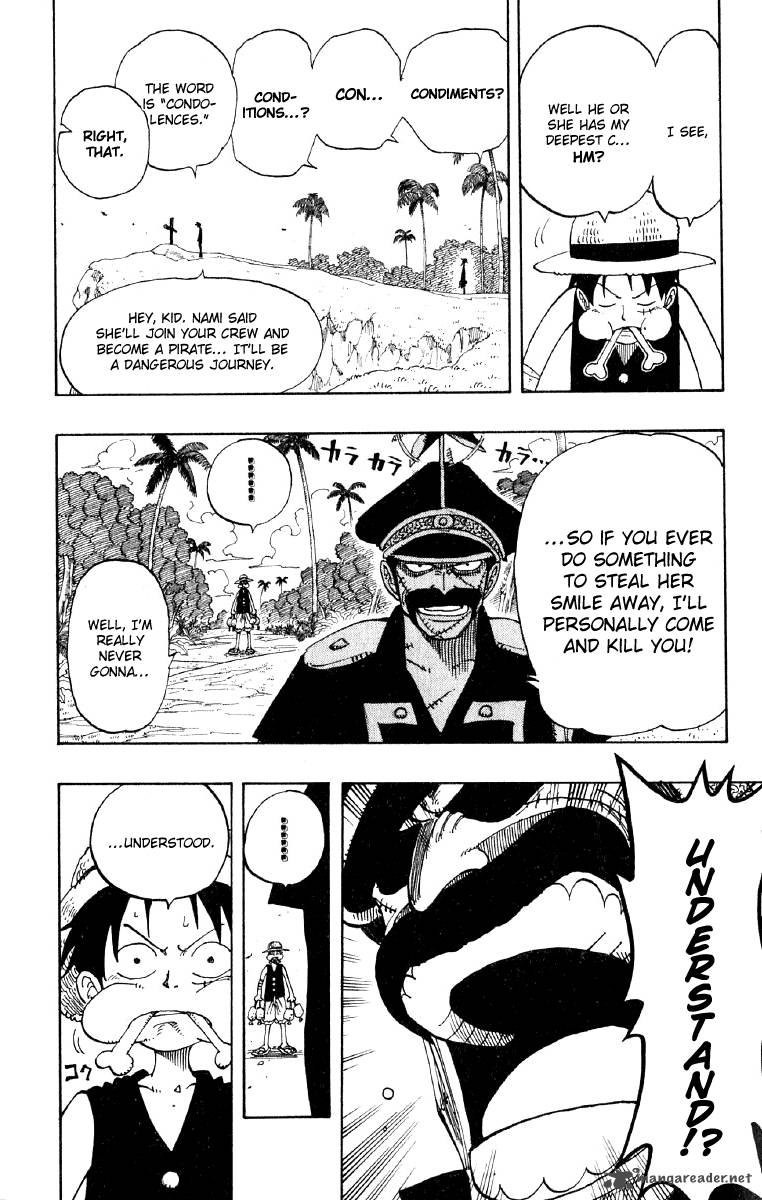 I SEE,
WELL HE OR
SHE HAS MY
DEEPEST C...
HM?
CONDIMENTS?
CON...
COND-
ITIONS...?
THE WORD
IS "CONDO-
LENCES."
RIGHT,
THAT.
HEY, KID. NAMI SAID
SHE'LL JOIN YOUR CREW AND
BECOME A PIRATE... IT'LL BE
A DANGEROUS JOURNEY.
...SO IF YOU EVER
DO SOMETHING
TO STEAL HER
SMILE AWAY, I'LL
PERSONALLY COME
AND KILL YOU!
カラ カラ カラ…
......
WELL, I'M
REALLY
NEVER
GONNA...
UNDERSTAND!?
......
...UNDERSTOOD.
コク
mangareader.net